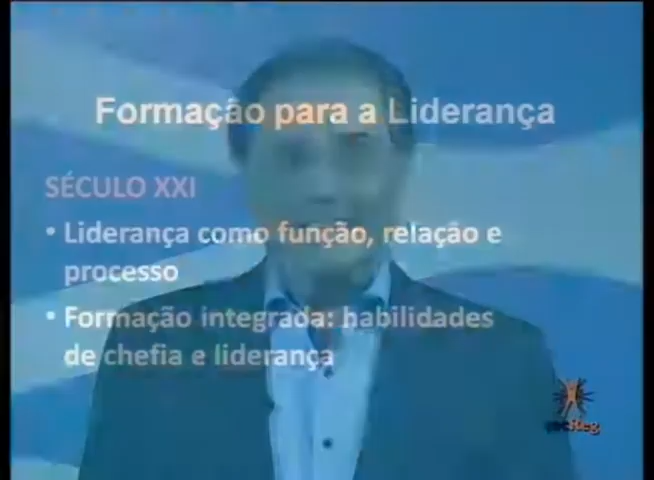 Formação para a Liderança
SÉCULO XXI
• Liderança como função, relação e
processo
• Formação integrada: habilidades
de chefia e liderança